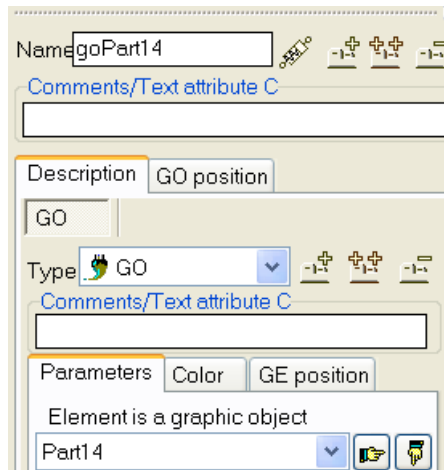 Name goPart14
Comments/Text attribute C
Description GO position
GO
Type GO
Comments/Text attribute C
Parameters Color GE position
Element is a graphic object
Part14